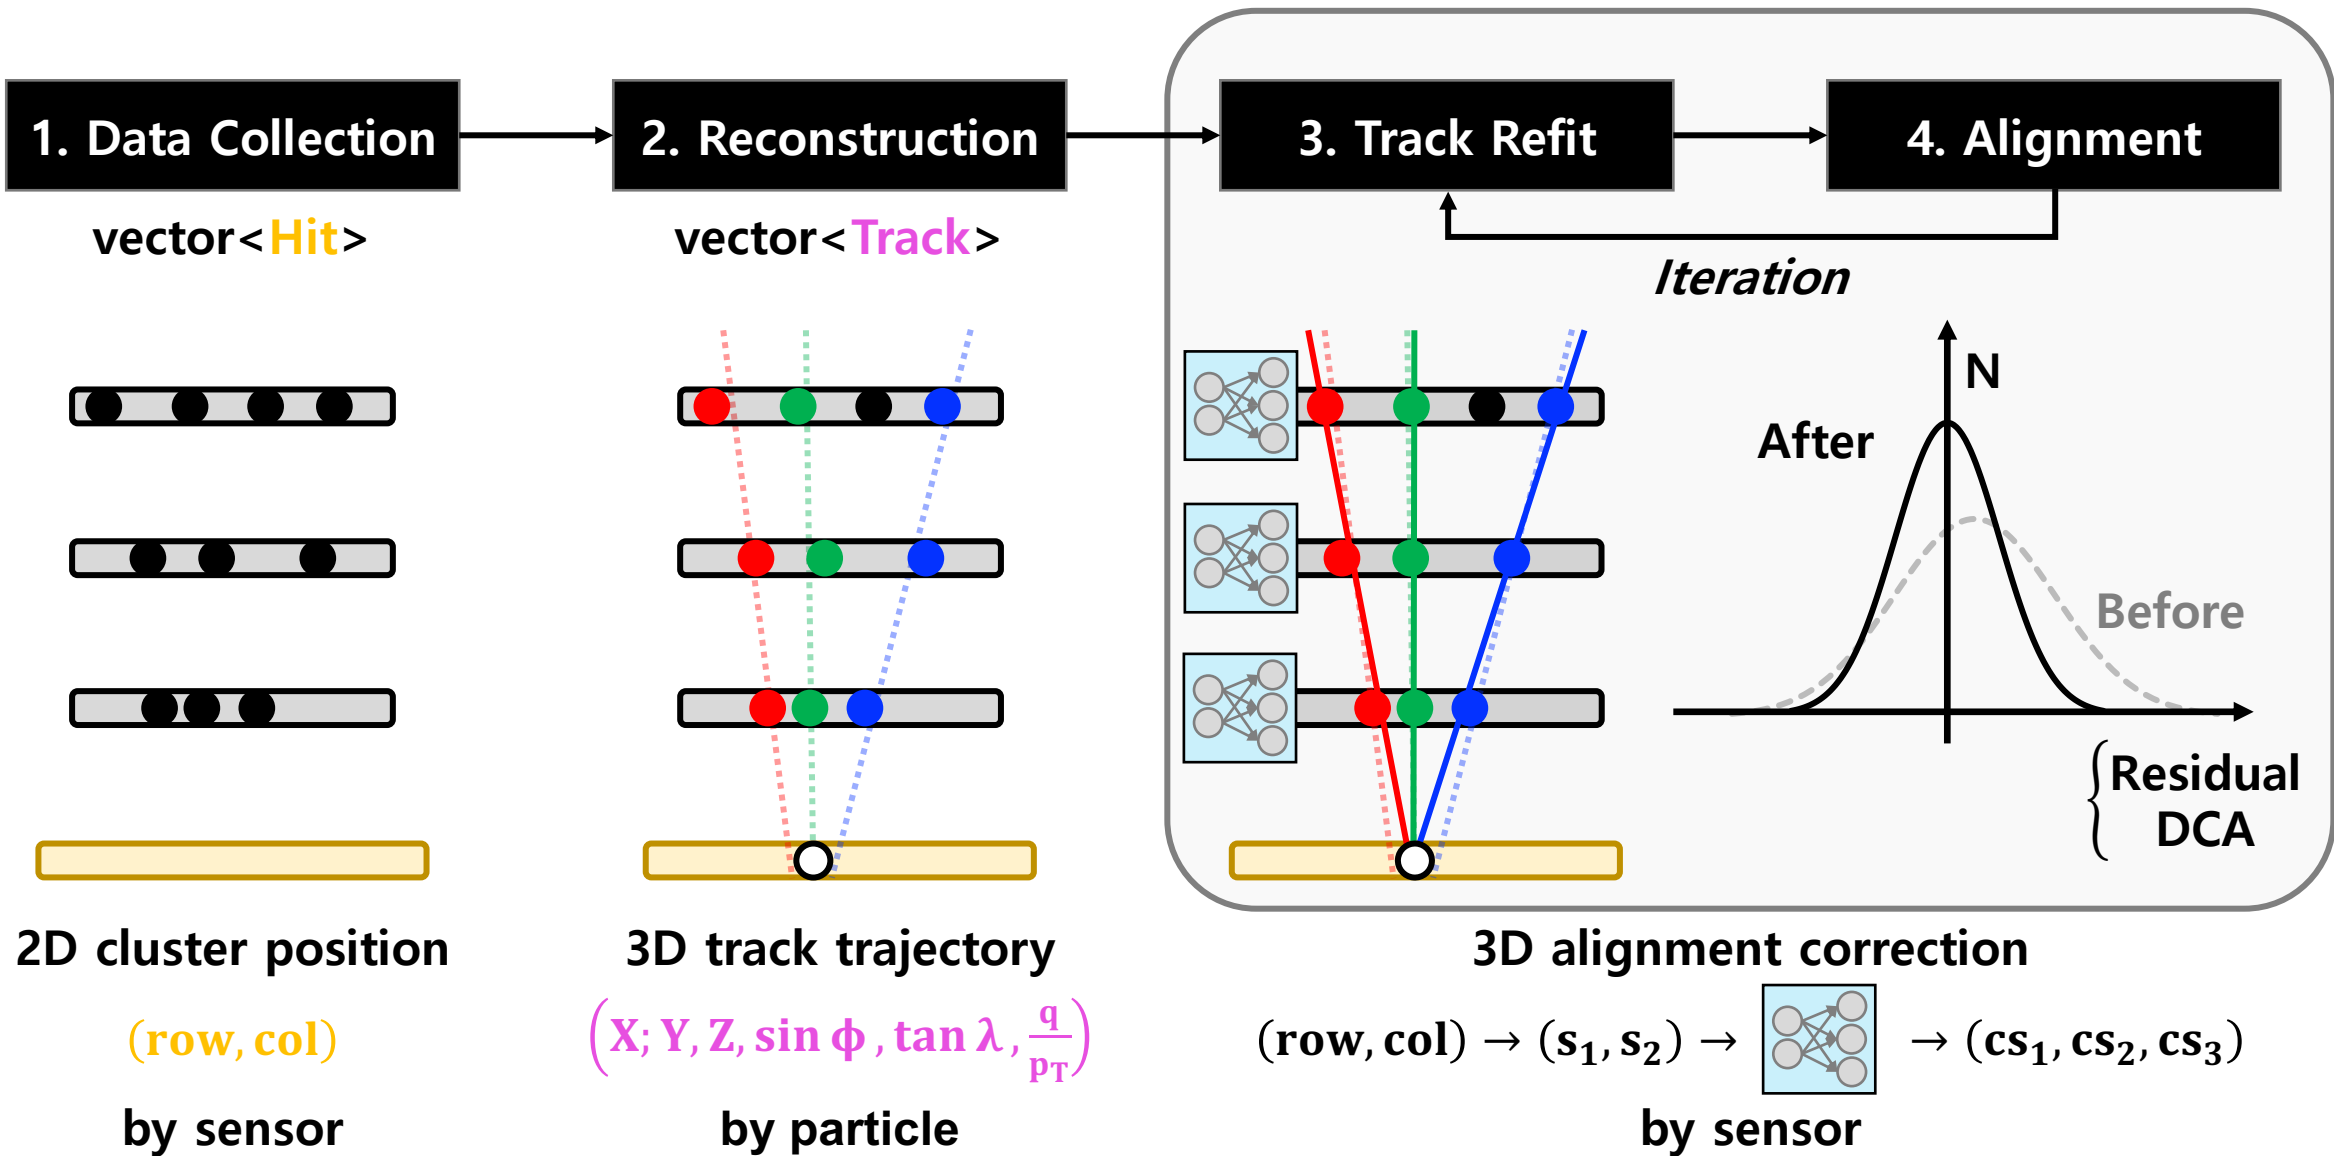 1. Data Collection
2. Reconstruction
3. Track Refit
4. Alignment
vector<Hit>
vector<Track>
Iteration
N
After
Before
Residual
DCA
2D cluster position
3D track trajectory
3D alignment correction
(row, col)
(X; Y, Z, sin ϕ, tan λ, q/p_T)
(row, col) → (s₁, s₂) → → (cs₁, cs₂, cs₃)
by sensor
by particle
by sensor